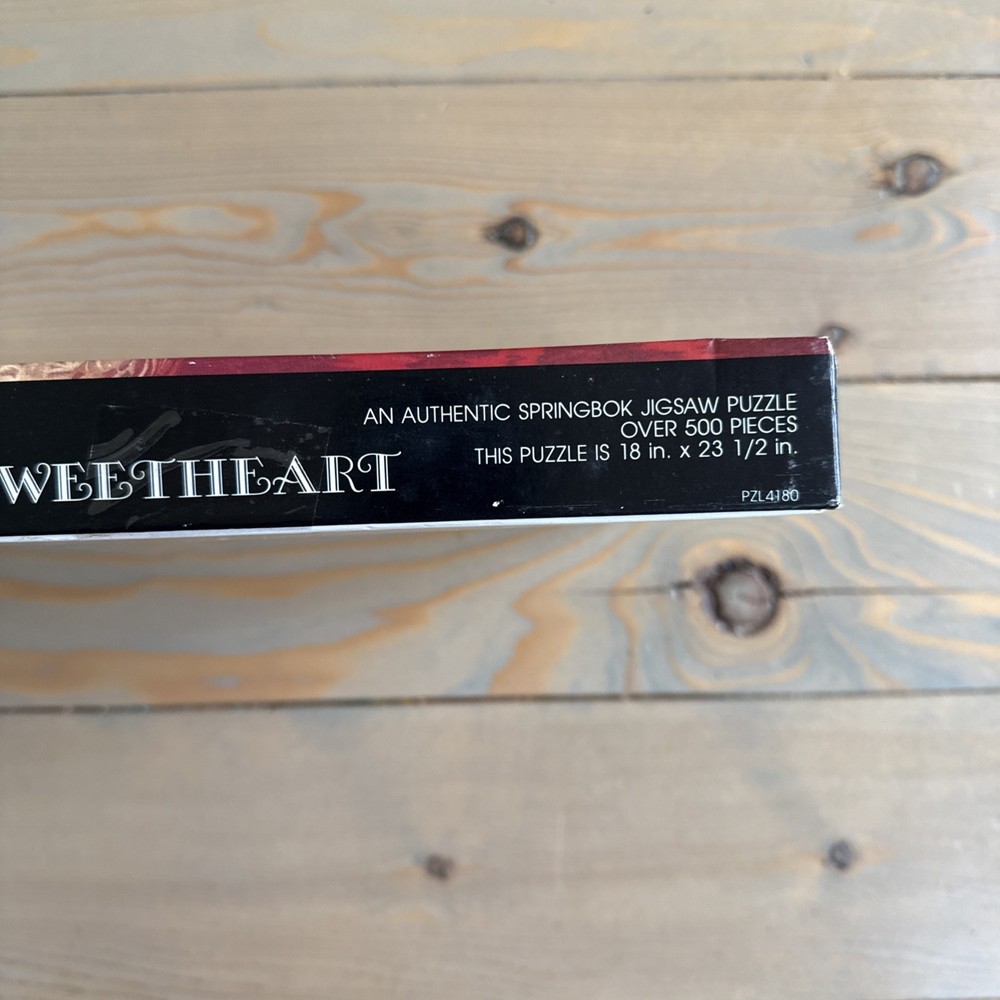 WEETHEART
AN AUTHENTIC SPRINGBOK JIGSAW PUZZLE
OVER 500 PIECES
THIS PUZZLE IS 18 in. x 23 1/2 in.
PZL4180